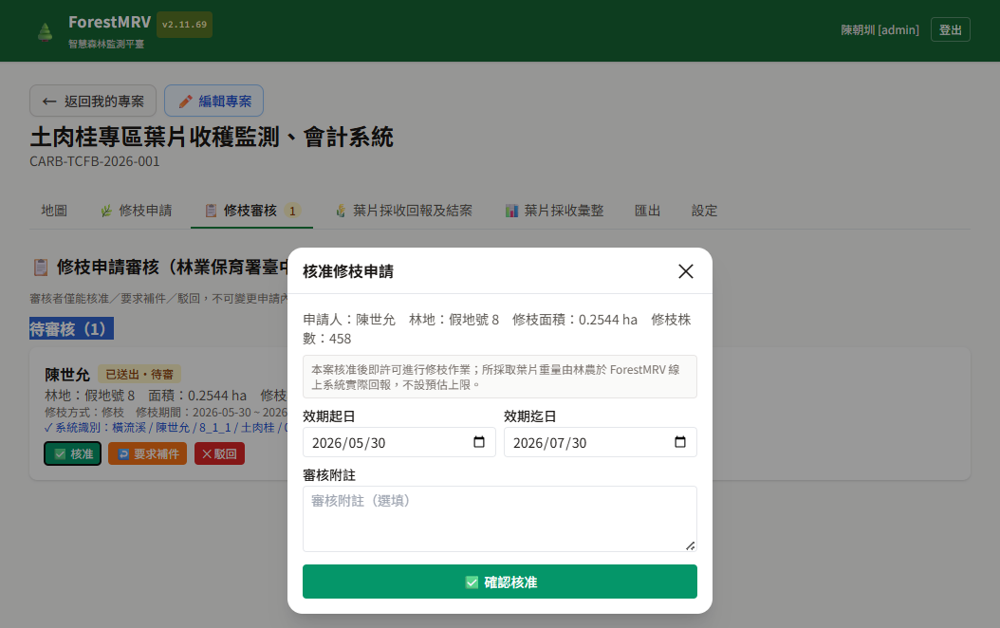 ForestMRV v2.11.69
智慧森林監測平臺
陳朝圳 [admin] 登出
← 返回我的專案 編輯專案
土肉桂專區葉片收穫監測、會計系統
CARB-TCFB-2026-001
地圖 修枝申請 修枝審核 1 葉片採收回報及結案 葉片採收彙整 匯出 設定
修枝申請審核（林業保育署臺中
審核者僅能核准／要求補件／駁回，不可變更申請內
待審核（1）
陳世允 已送出・待審
林地：假地號 8 面積：0.2544 ha 修枝
修枝方式：修枝 修枝期間：2026-05-30 ~ 2026
✓ 系統識別：橫流溪 / 陳世允 / 8_1_1 / 土肉桂 /
✅ 核准 要求補件 ✕ 駁回
核准修枝申請
申請人：陳世允 林地：假地號 8 修枝面積：0.2544 ha 修枝株
數：458
本案核准後即許可進行修枝作業；所採取葉片重量由林農於 ForestMRV 線
上系統實際回報，不設預估上限。
效期起日 效期迄日
2026/05/30 2026/07/30
審核附註
審核附註（選填）
✅ 確認核准